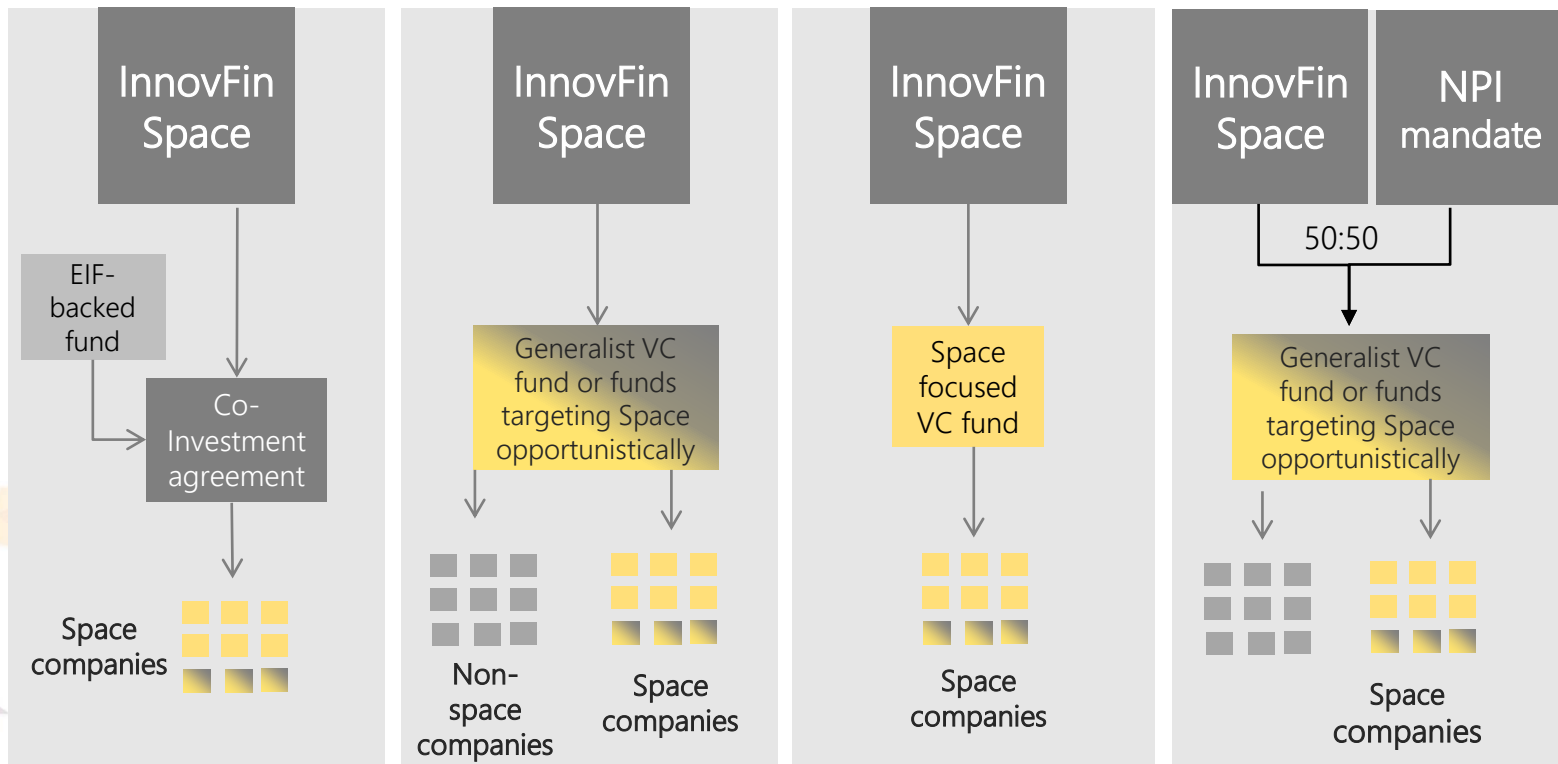 InnovFin
Space
EIF-
backed
fund
Co-
Investment
agreement
Space
companies
InnovFin
Space
Generalist VC
fund or funds
targeting Space
opportunistically
Non-
space
companies
Space
companies
InnovFin
Space
Space
focused
VC fund
Space
companies
InnovFin
Space
NPI
mandate
50:50
Generalist VC
fund or funds
targeting Space
opportunistically
Space
companies